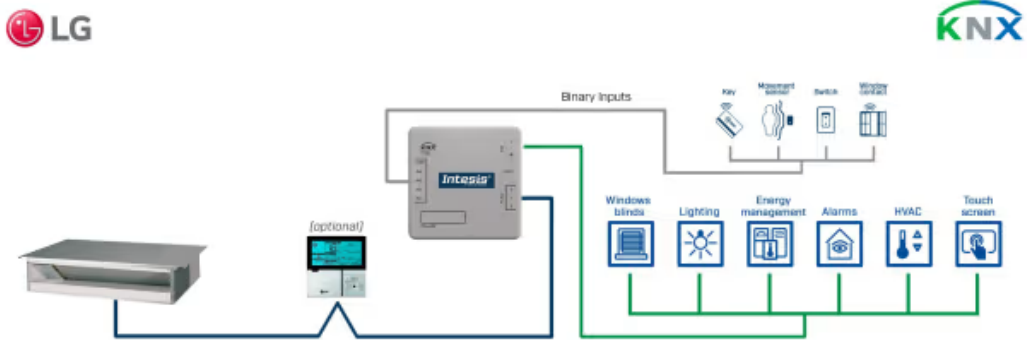 LG
KNX
Binary Inputs
Key
Movement
sensor
Switch
Window
contact
Intesis
[optional]
Windows
blinds
Lighting
Energy
management
Alarms
HVAC
Touch
screen